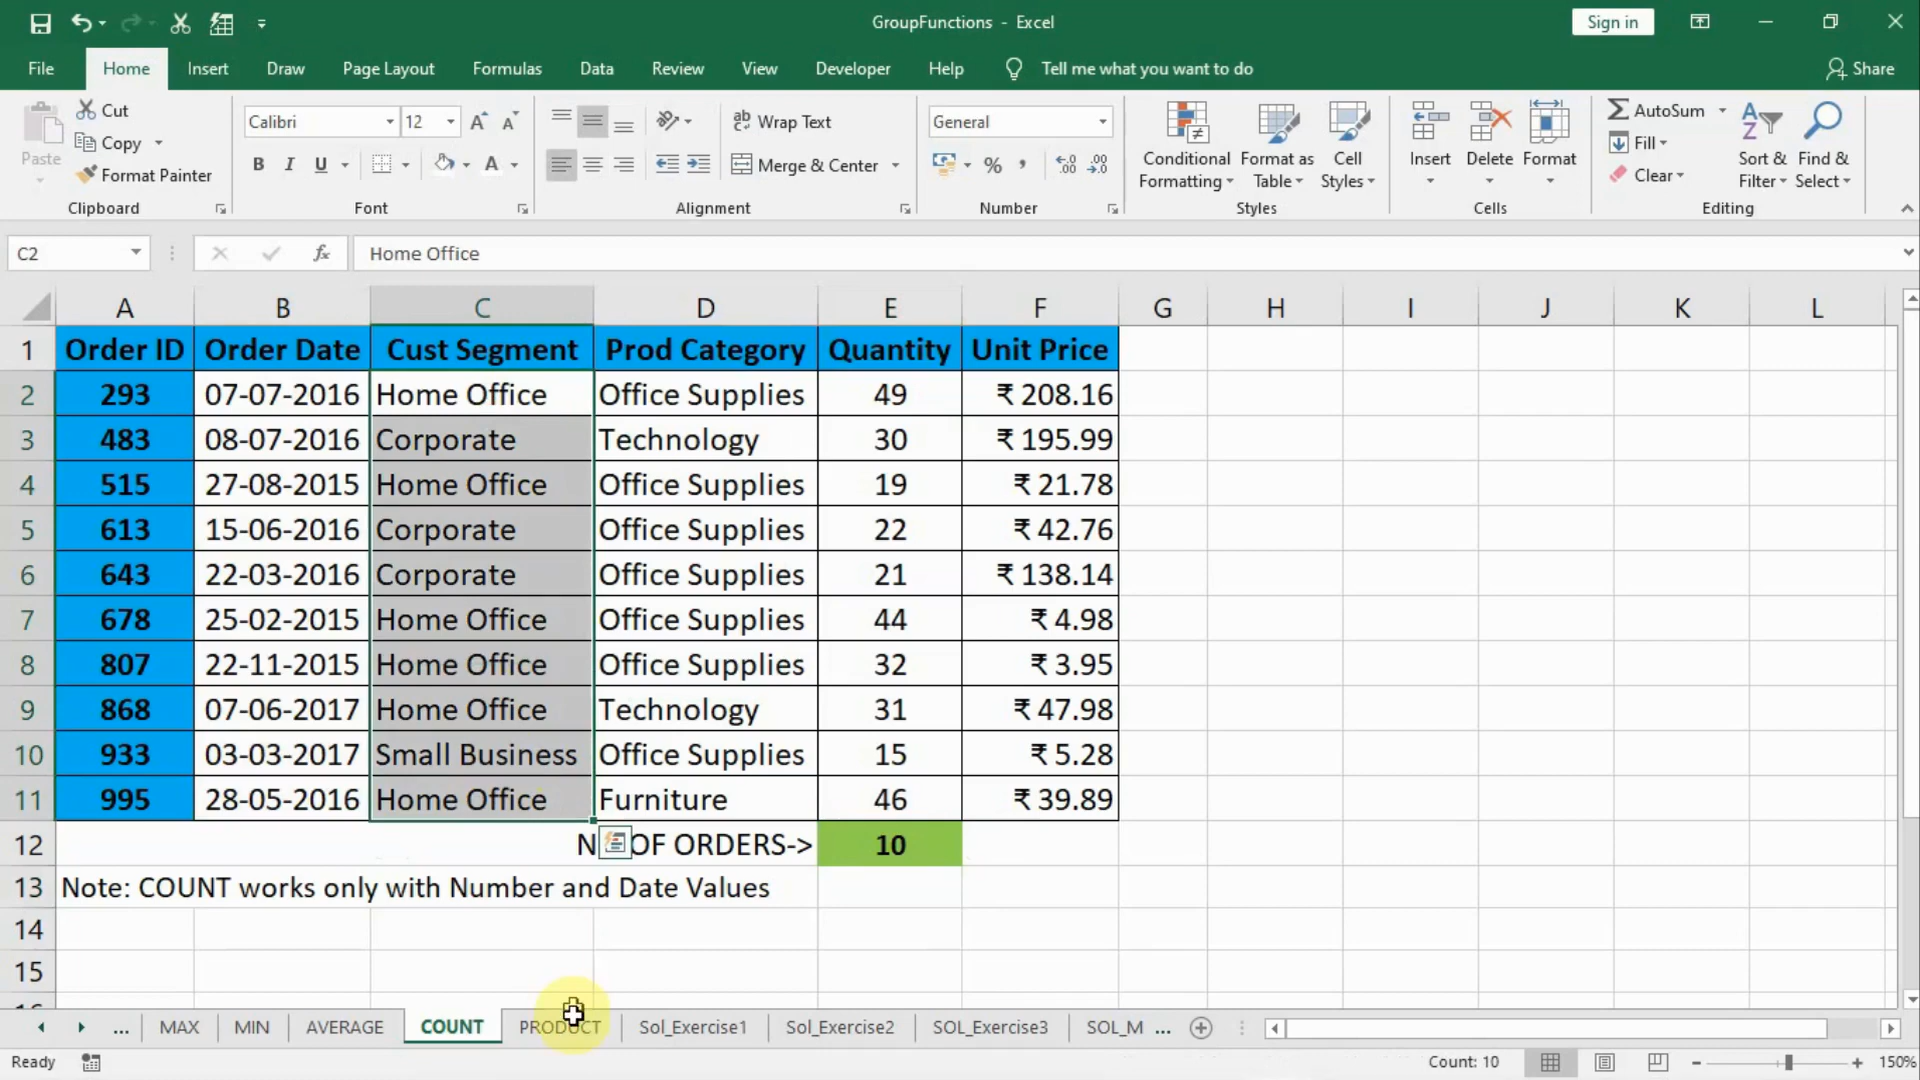 GroupFunctions - Excel
Sign in
File Home Insert Draw Page Layout Formulas Data Review View Developer Help Tell me what you want to do Share
Paste
Cut
Copy
Format Painter
Clipboard
Calibri 12
B I U
Font
Wrap Text
Merge & Center
Alignment
General
%
Number
Conditional Formatting
Format as Table
Cell Styles
Styles
Insert Delete Format
Cells
AutoSum
Fill
Clear
Sort & Filter
Find & Select
Editing
C2 fx Home Office
A B C D E F G H I J K L
1 Order ID Order Date Cust Segment Prod Category Quantity Unit Price
2 293 07-07-2016 Home Office Office Supplies 49 ₹ 208.16
3 483 08-07-2016 Corporate Technology 30 ₹ 195.99
4 515 27-08-2015 Home Office Office Supplies 19 ₹ 21.78
5 613 15-06-2016 Corporate Office Supplies 22 ₹ 42.76
6 643 22-03-2016 Corporate Office Supplies 21 ₹ 138.14
7 678 25-02-2015 Home Office Office Supplies 44 ₹ 4.98
8 807 22-11-2015 Home Office Office Supplies 32 ₹ 3.95
9 868 07-06-2017 Home Office Technology 31 ₹ 47.98
10 933 03-03-2017 Small Business Office Supplies 15 ₹ 5.28
11 995 28-05-2016 Home Office Furniture 46 ₹ 39.89
12 OF ORDERS-> 10
13 Note: COUNT works only with Number and Date Values
14
15
... MAX MIN AVERAGE COUNT PRODUCT Sol_Exercise1 Sol_Exercise2 SOL_Exercise3 SOL_M ...
Ready Count: 10 150%